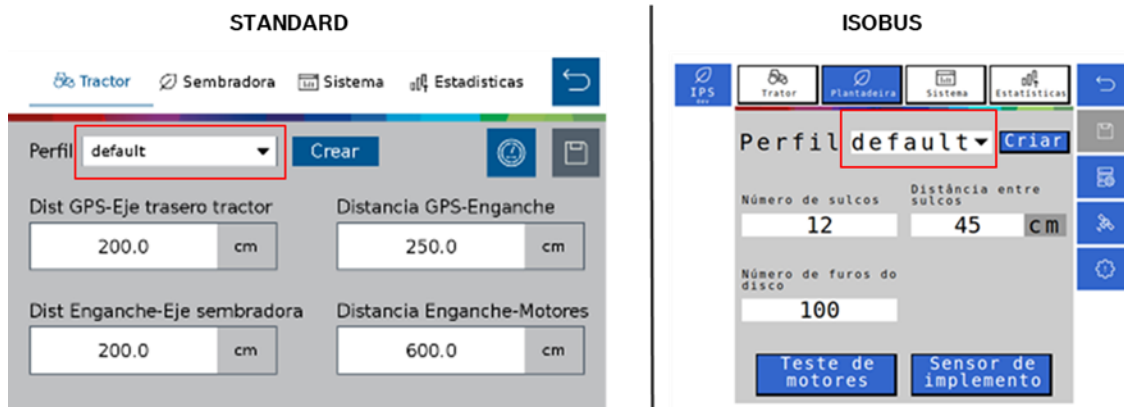 STANDARD
Tractor Sembradora Sistema Estadisticas
Perfil default Crear
Dist GPS-Eje trasero tractor Distancia GPS-Enganche
200.0 cm 250.0 cm
Dist Enganche-Eje sembradora Distancia Enganche-Motores
200.0 cm 600.0 cm
ISOBUS
IPS Trator Plantadeira Sistema Estatísticas
Perfil default Criar
Número de sulcos
12
Distância entre
sulcos
45 cm
Número de furos do
disco
100
Teste de
motores
Sensor de
implemento